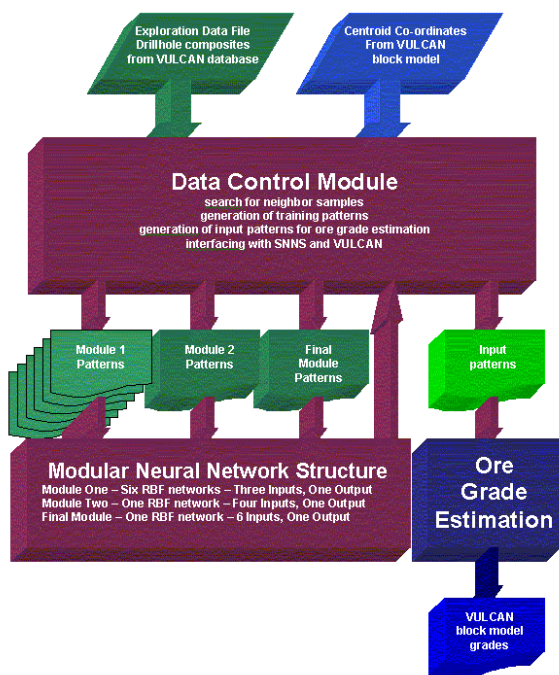 Exploration Data File
Drillhole composites
from VULCAN database
Centroid Co-ordinates
From VULCAN
block model
Data Control Module
search for neighbor samples
generation of training patterns
generation of input patterns for ore grade estimation
interfacing with SNNS and VULCAN
Module 1
Patterns
Module 2
Patterns
Final
Module
Patterns
Input
patterns
Modular Neural Network Structure
Module One – Six RBF networks – Three Inputs, One Output
Module Two – One RBF network – Four Inputs, One Output
Final Module – One RBF network – 6 Inputs, One Output
Ore
Grade
Estimation
VULCAN
block model
grades